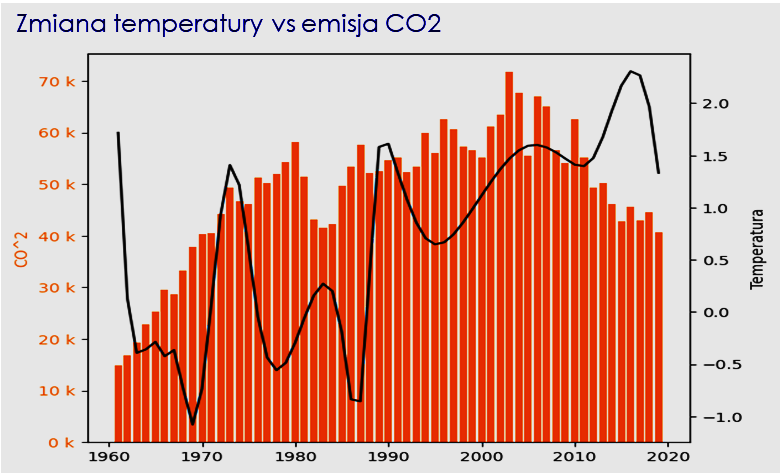 Zmiana temperatury vs emisja CO2
70 k
60 k
50 k
40 k
30 k
20 k
10 k
0 k
CO^2
2.0
1.5
1.0
0.5
0.0
−0.5
−1.0
Temperatura
1960 1970 1980 1990 2000 2010 2020